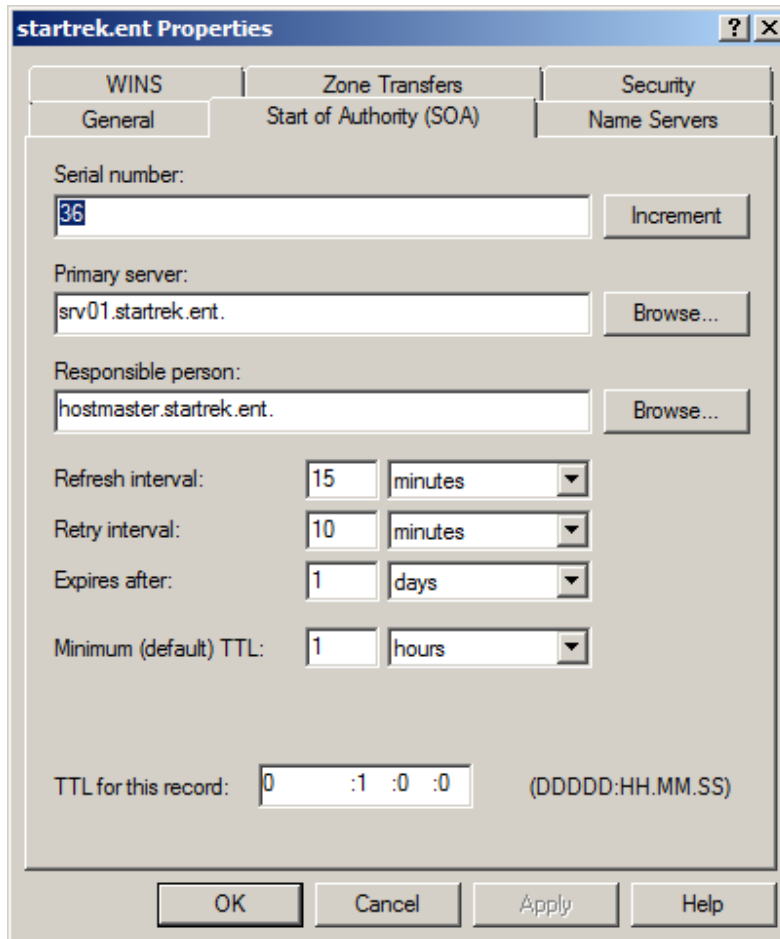 startrek.ent Properties ? X
WINS Zone Transfers Security
General Start of Authority (SOA) Name Servers
Serial number:
36 Increment
Primary server:
srv01.startrek.ent. Browse...
Responsible person:
hostmaster.startrek.ent. Browse...
Refresh interval: 15 minutes
Retry interval: 10 minutes
Expires after: 1 days
Minimum (default) TTL: 1 hours
TTL for this record: 0 :1 :0 :0 (DDDDD:HH.MM.SS)
OK Cancel Apply Help